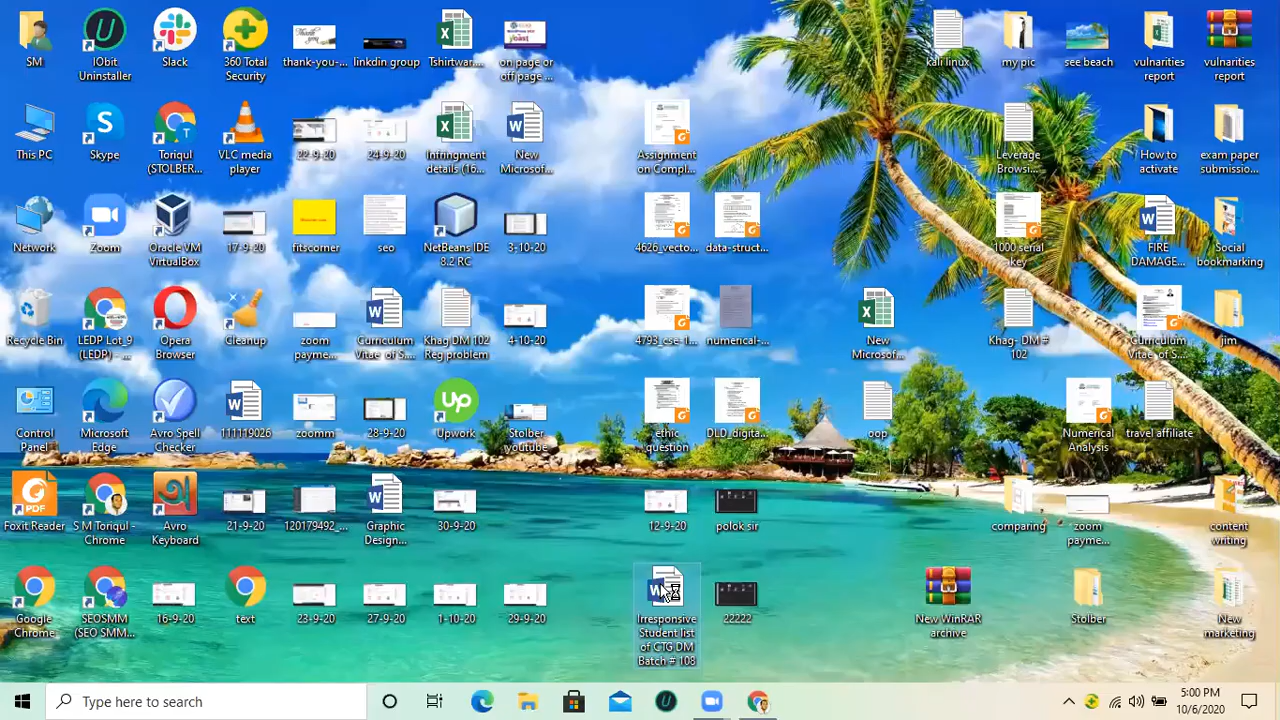 SM
IObit
Uninstaller
Slack
360 Total
Security
thank-you-...
linkdin group
Tshirtwar...
on page or
off page ...
kali linux
my pic
see beach
vulnarities
report
vulnarities
report
This PC
Skype
Toriqul
(STOLBER...
VLC media
player
22-9-20
24-9-20
Infringment
details (16...
New
Microsof...
Assignment
on Compl...
Leverage
Browsi...
How to
activate
exam paper
submissio...
Network
Zoom
Oracle VM
VirtualBox
17-9-20
fitscorner
seo
NetBeans IDE
8.2 RC
3-10-20
4626_vecto...
data-struct...
1000 serial
key
FIRE
DAMAGE...
Social
bookmarking
Recycle Bin
LEDP Lot_9
(LEDP) - ...
Opera
Browser
Cleanup
zoom
payme...
Curriculum
Vitae of S...
Khag DM 102
Reg problem
4-10-20
4793_cse-1...
numerical-...
New
Microsof...
Khag- DM #
102
Curriculum
Vitae of S...
jim
Control
Panel
Microsoft
Edge
Avro Spell
Checker
111119026
zoomm
28-9-20
Up
Upwork
Stolber
youtube
ethic
question
DLD_digita...
oop
Numerical
Analysis
travel affiliate
PDF
Foxit Reader
S M Toriqul -
Chrome
Avro
Keyboard
21-9-20
120179492_...
Graphic
Design...
30-9-20
12-9-20
polok sir
comparing
zoom
payme...
content
writing
Google
Chrome
SEOSMM
(SEO SMM...
16-9-20
text
23-9-20
27-9-20
1-10-20
29-9-20
Irresponsive
Student list
of CTG DM
Batch # 108
22222
New WinRAR
archive
Stolber
New
marketing
Type here to search
5:00 PM
10/6/2020